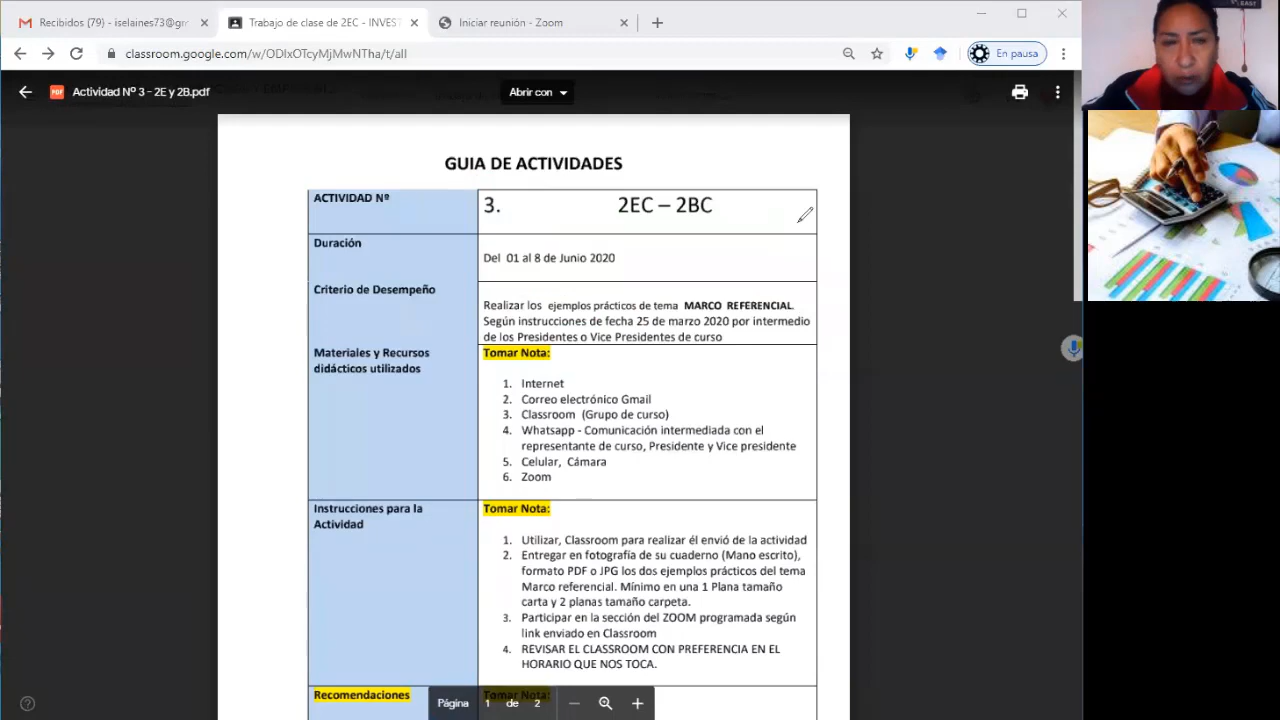 Recibidos (79) - iselaines73@gm
Trabajo de clase de 2EC - INVEST
Iniciar reunión - Zoom
classroom.google.com/w/ODIxOTcyMjMwNTha/t/all
En pausa
EAST
PDF
Actividad Nº 3 - 2E y 2B.pdf
Abrir con
GUIA DE ACTIVIDADES
ACTIVIDAD Nº
3. 2EC – 2BC
Duración
Del 01 al 8 de Junio 2020
Criterio de Desempeño
Realizar los ejemplos prácticos de tema MARCO REFERENCIAL.
Según instrucciones de fecha 25 de marzo 2020 por intermedio
de los Presidentes o Vice Presidentes de curso
Materiales y Recursos
didácticos utilizados
Tomar Nota:
1. Internet
2. Correo electrónico Gmail
3. Classroom (Grupo de curso)
4. Whatsapp - Comunicación intermediada con el
representante de curso, Presidente y Vice presidente
5. Celular, Cámara
6. Zoom
Instrucciones para la
Actividad
Tomar Nota:
1. Utilizar, Classroom para realizar él envió de la actividad
2. Entregar en fotografía de su cuaderno (Mano escrito),
formato PDF o JPG los dos ejemplos prácticos del tema
Marco referencial. Mínimo en una 1 Plana tamaño
carta y 2 planas tamaño carpeta.
3. Participar en la sección del ZOOM programada según
link enviado en Classroom
4. REVISAR EL CLASSROOM CON PREFERENCIA EN EL
HORARIO QUE NOS TOCA.
Recomendaciones
Tomar Nota:
Página 1 de 2